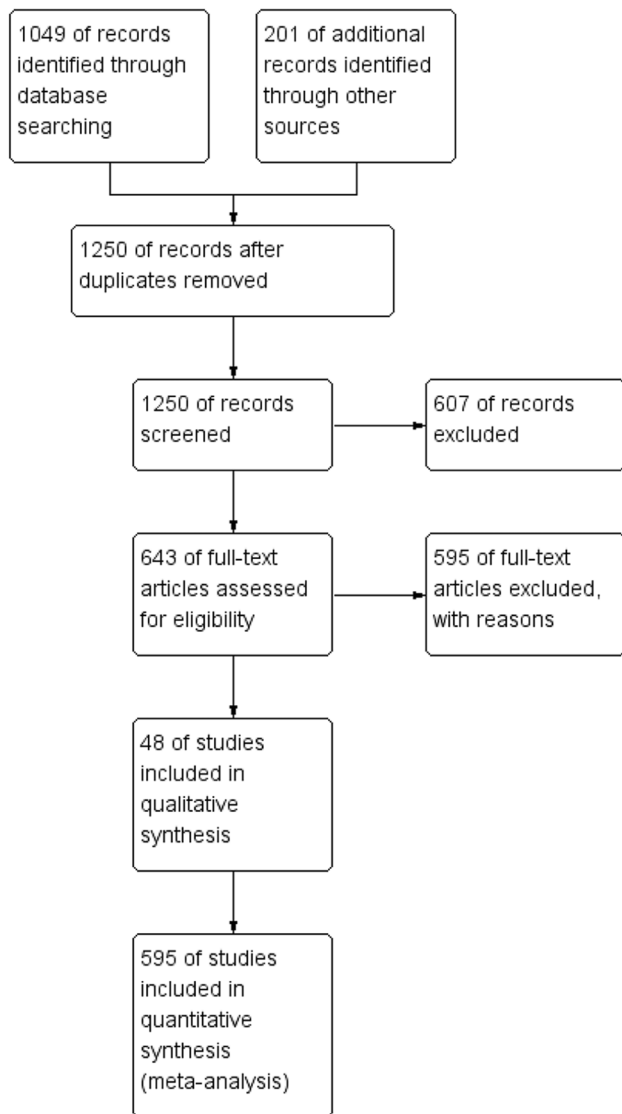 1049 of records
identified through
database
searching
201 of additional
records identified
through other
sources
1250 of records after
duplicates removed
1250 of records
screened
607 of records
excluded
643 of full-text
articles assessed
for eligibility
595 of full-text
articles excluded,
with reasons
48 of studies
included in
qualitative
synthesis
595 of studies
included in
quantitative
synthesis
(meta-analysis)